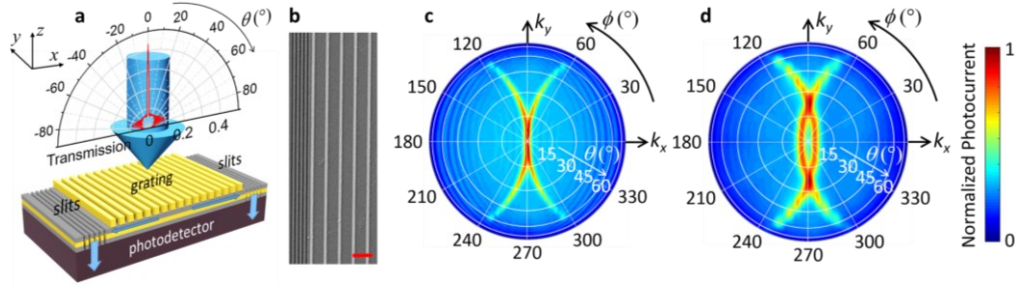 a
y z x
-80 -60 -40 -20 0 20 40 60 80
θ(°)
Transmission 0 0.2 0.4
slits
grating
slits
photodetector
b
c
k_y
ϕ(°)
120 60
150 30
180
k_x
15 30 45 60
θ(°)
210 330
240 300
270
d
k_y
ϕ(°)
120 60
150 30
180
k_x
15 30 45 60
θ(°)
210 330
240 300
270
Normalized Photocurrent
1
0